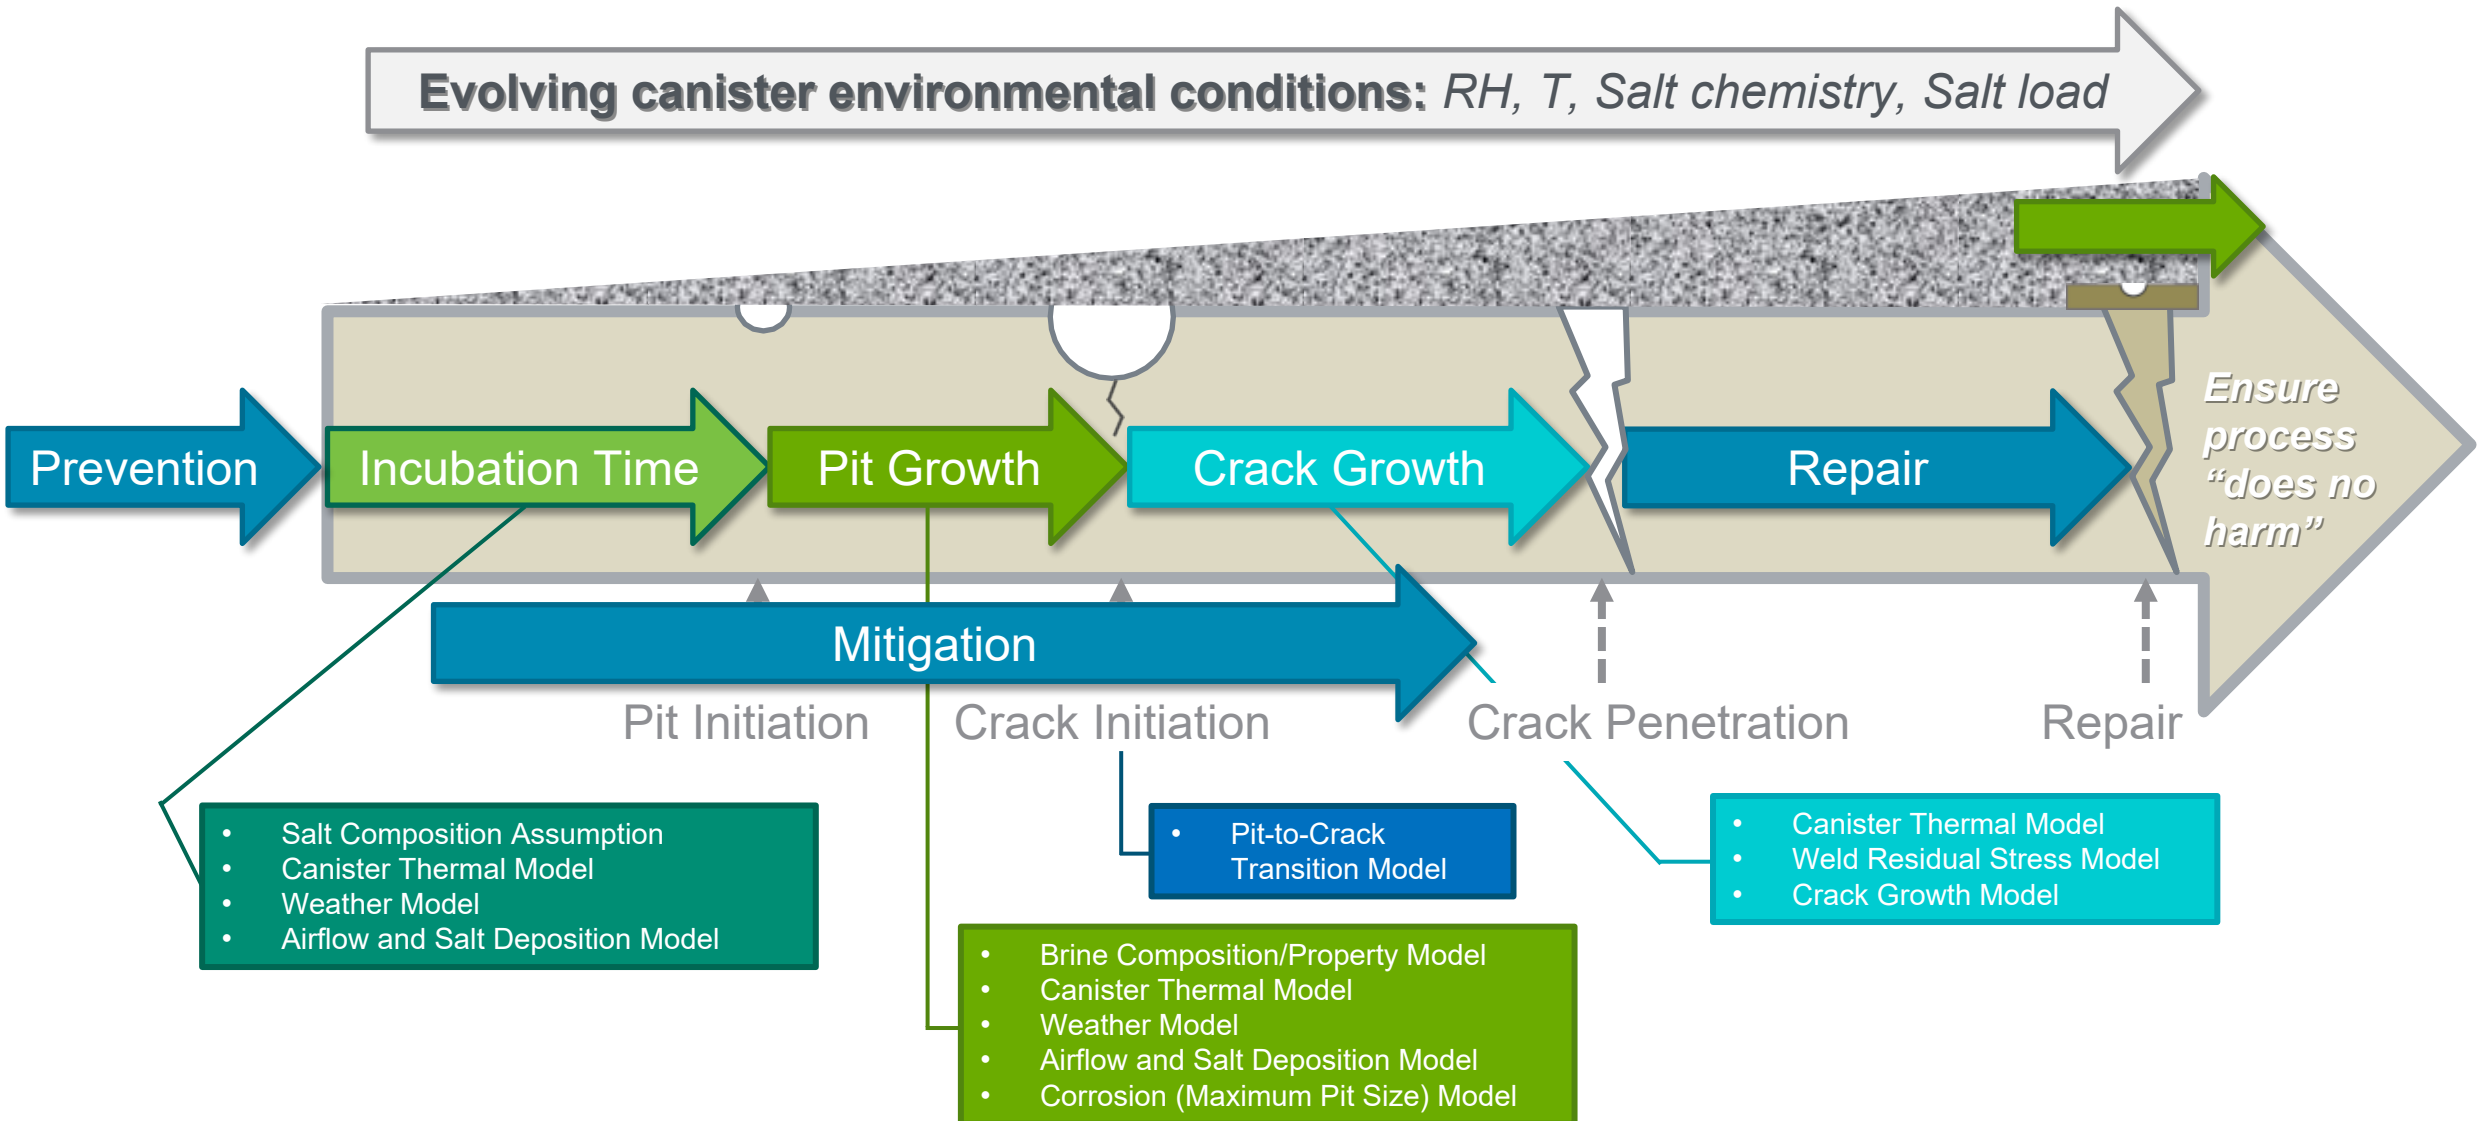 Evolving canister environmental conditions: RH, T, Salt chemistry, Salt load
Prevention
Incubation Time
Pit Growth
Crack Growth
Repair
Ensure
process
“does no
harm”
Mitigation
Pit Initiation
Crack Initiation
Crack Penetration
Repair
• Salt Composition Assumption
• Canister Thermal Model
• Weather Model
• Airflow and Salt Deposition Model
• Pit-to-Crack
Transition Model
• Canister Thermal Model
• Weld Residual Stress Model
• Crack Growth Model
• Brine Composition/Property Model
• Canister Thermal Model
• Weather Model
• Airflow and Salt Deposition Model
• Corrosion (Maximum Pit Size) Model